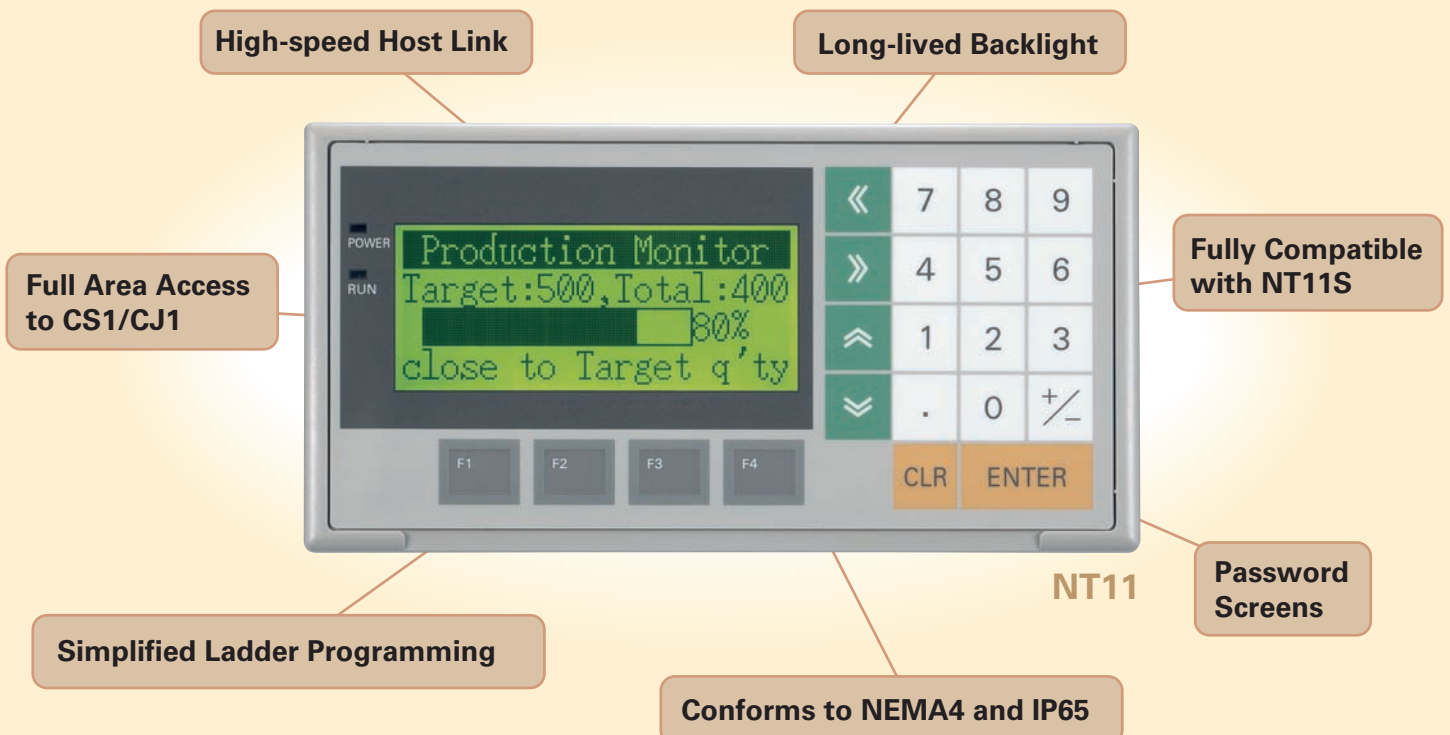 High-speed Host Link
Long-lived Backlight
Full Area Access
to CS1/CJ1
Fully Compatible
with NT11S
POWER
RUN
Production Monitor
Target:500,Total:400
80%
close to Target q'ty
« 7 8 9
» 4 5 6
1 2 3
. 0 +/−
F1 F2 F3 F4
CLR ENTER
NT11
Password
Screens
Simplified Ladder Programming
Conforms to NEMA4 and IP65